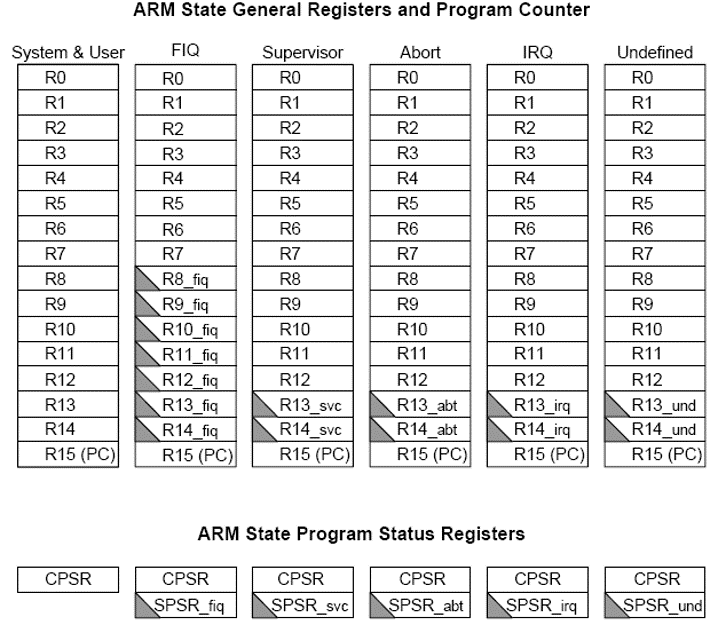 ARM State General Registers and Program Counter
System & User FIQ Supervisor Abort IRQ Undefined
R0 R0 R0 R0 R0 R0
R1 R1 R1 R1 R1 R1
R2 R2 R2 R2 R2 R2
R3 R3 R3 R3 R3 R3
R4 R4 R4 R4 R4 R4
R5 R5 R5 R5 R5 R5
R6 R6 R6 R6 R6 R6
R7 R7 R7 R7 R7 R7
R8 R8_fiq R8 R8 R8 R8
R9 R9_fiq R9 R9 R9 R9
R10 R10_fiq R10 R10 R10 R10
R11 R11_fiq R11 R11 R11 R11
R12 R12_fiq R12 R12 R12 R12
R13 R13_fiq R13_svc R13_abt R13_irq R13_und
R14 R14_fiq R14_svc R14_abt R14_irq R14_und
R15 (PC) R15 (PC) R15 (PC) R15 (PC) R15 (PC) R15 (PC)
ARM State Program Status Registers
CPSR CPSR CPSR CPSR CPSR CPSR
SPSR_fiq SPSR_svc SPSR_abt SPSR_irq SPSR_und